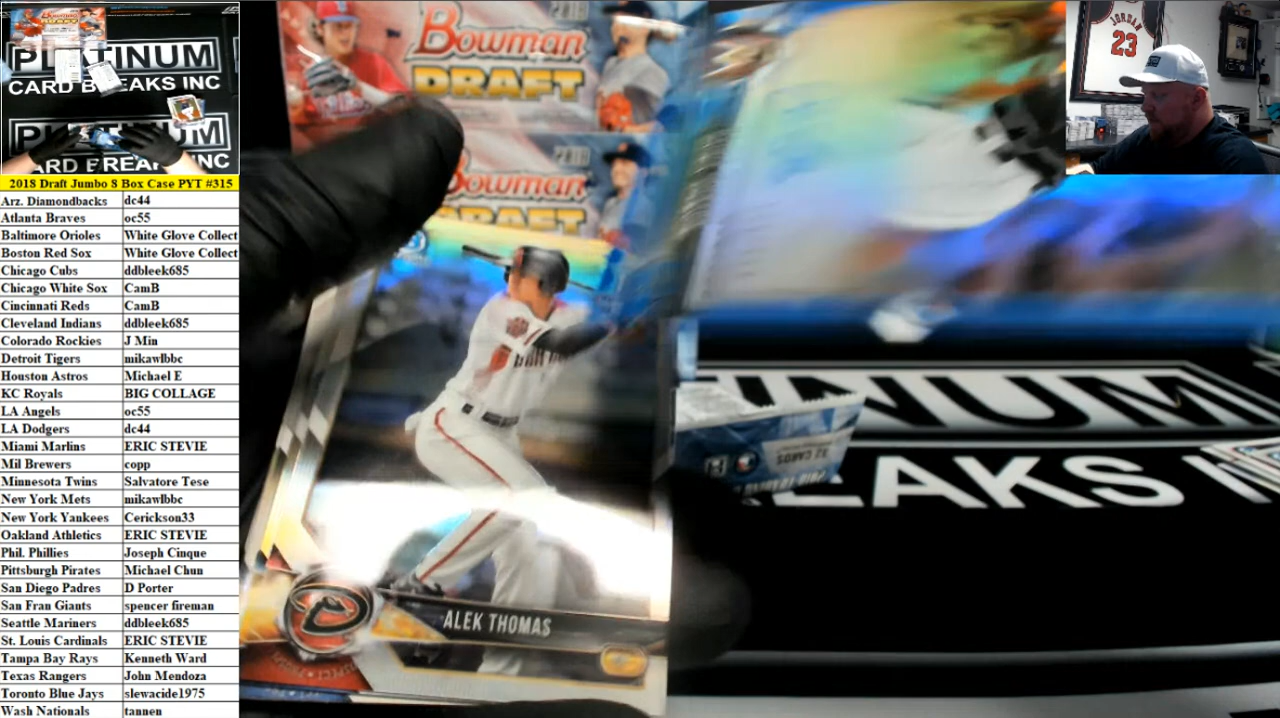 PLATINUM
CARD BREAKS INC
PLATINUM
CARD BREAKS INC
2018 Draft Jumbo 8 Box Case PYT #315
Arz. Diamondbacks dc44
Atlanta Braves oc55
Baltimore Orioles White Glove Collect
Boston Red Sox White Glove Collect
Chicago Cubs ddbleek685
Chicago White Sox CamB
Cincinnati Reds CamB
Cleveland Indians ddbleek685
Colorado Rockies J Min
Detroit Tigers mikawlbbc
Houston Astros Michael E
KC Royals BIG COLLAGE
LA Angels oc55
LA Dodgers dc44
Miami Marlins ERIC STEVIE
Mil Brewers copp
Minnesota Twins Salvatore Tese
New York Mets mikawlbbc
New York Yankees Cerickson33
Oakland Athletics ERIC STEVIE
Phil. Phillies Joseph Cinque
Pittsburgh Pirates Michael Chun
San Diego Padres D Porter
San Fran Giants spencer fireman
Seattle Mariners ddbleek685
St. Louis Cardinals ERIC STEVIE
Tampa Bay Rays Kenneth Ward
Texas Rangers John Mendoza
Toronto Blue Jays slewacide1975
Wash Nationals tannen
Bowman
DRAFT
2018
Bowman
DRAFT
ALEK THOMAS
32 CARDS
INUM
EAKS IN
JORDAN
23